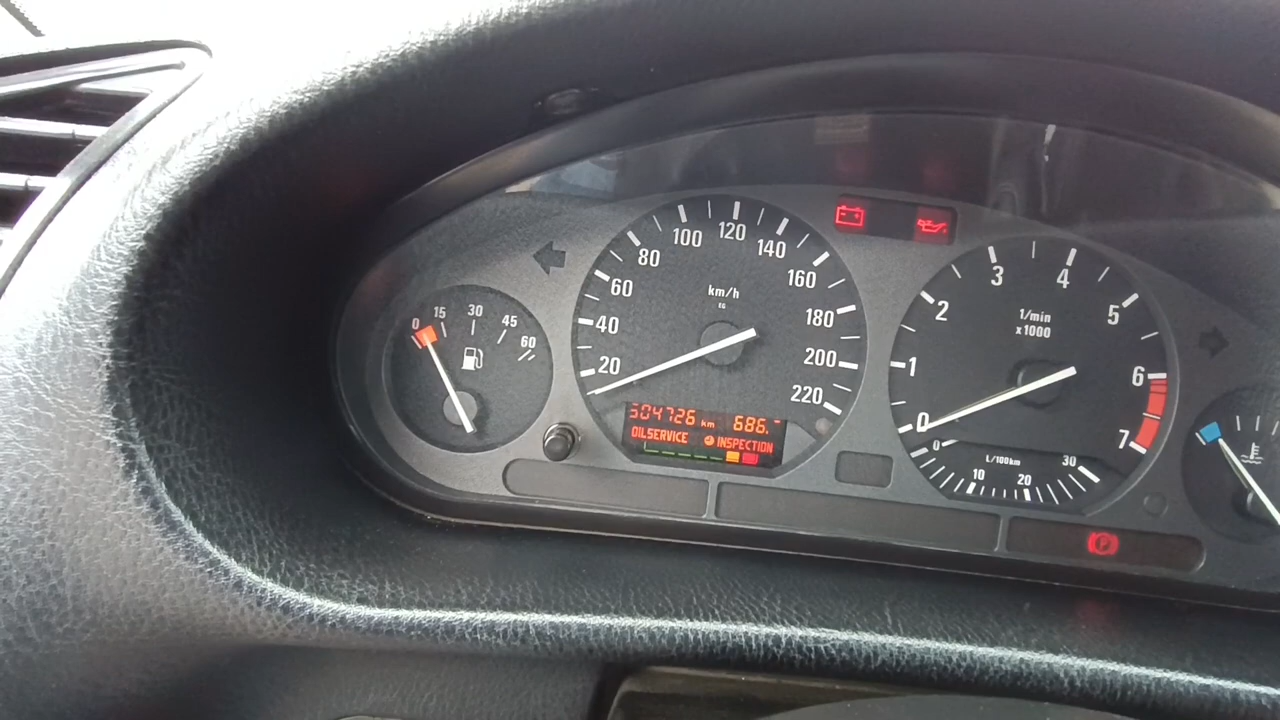 0 15 30 45 60
20 40 60 80 100 120 140 160 180 200 220
km/h
EG
504726 km 686.
OILSERVICE INSPECTION
0 1 2 3 4 5 6 7
1/min
x1000
0 10 20 30
L/100km
P